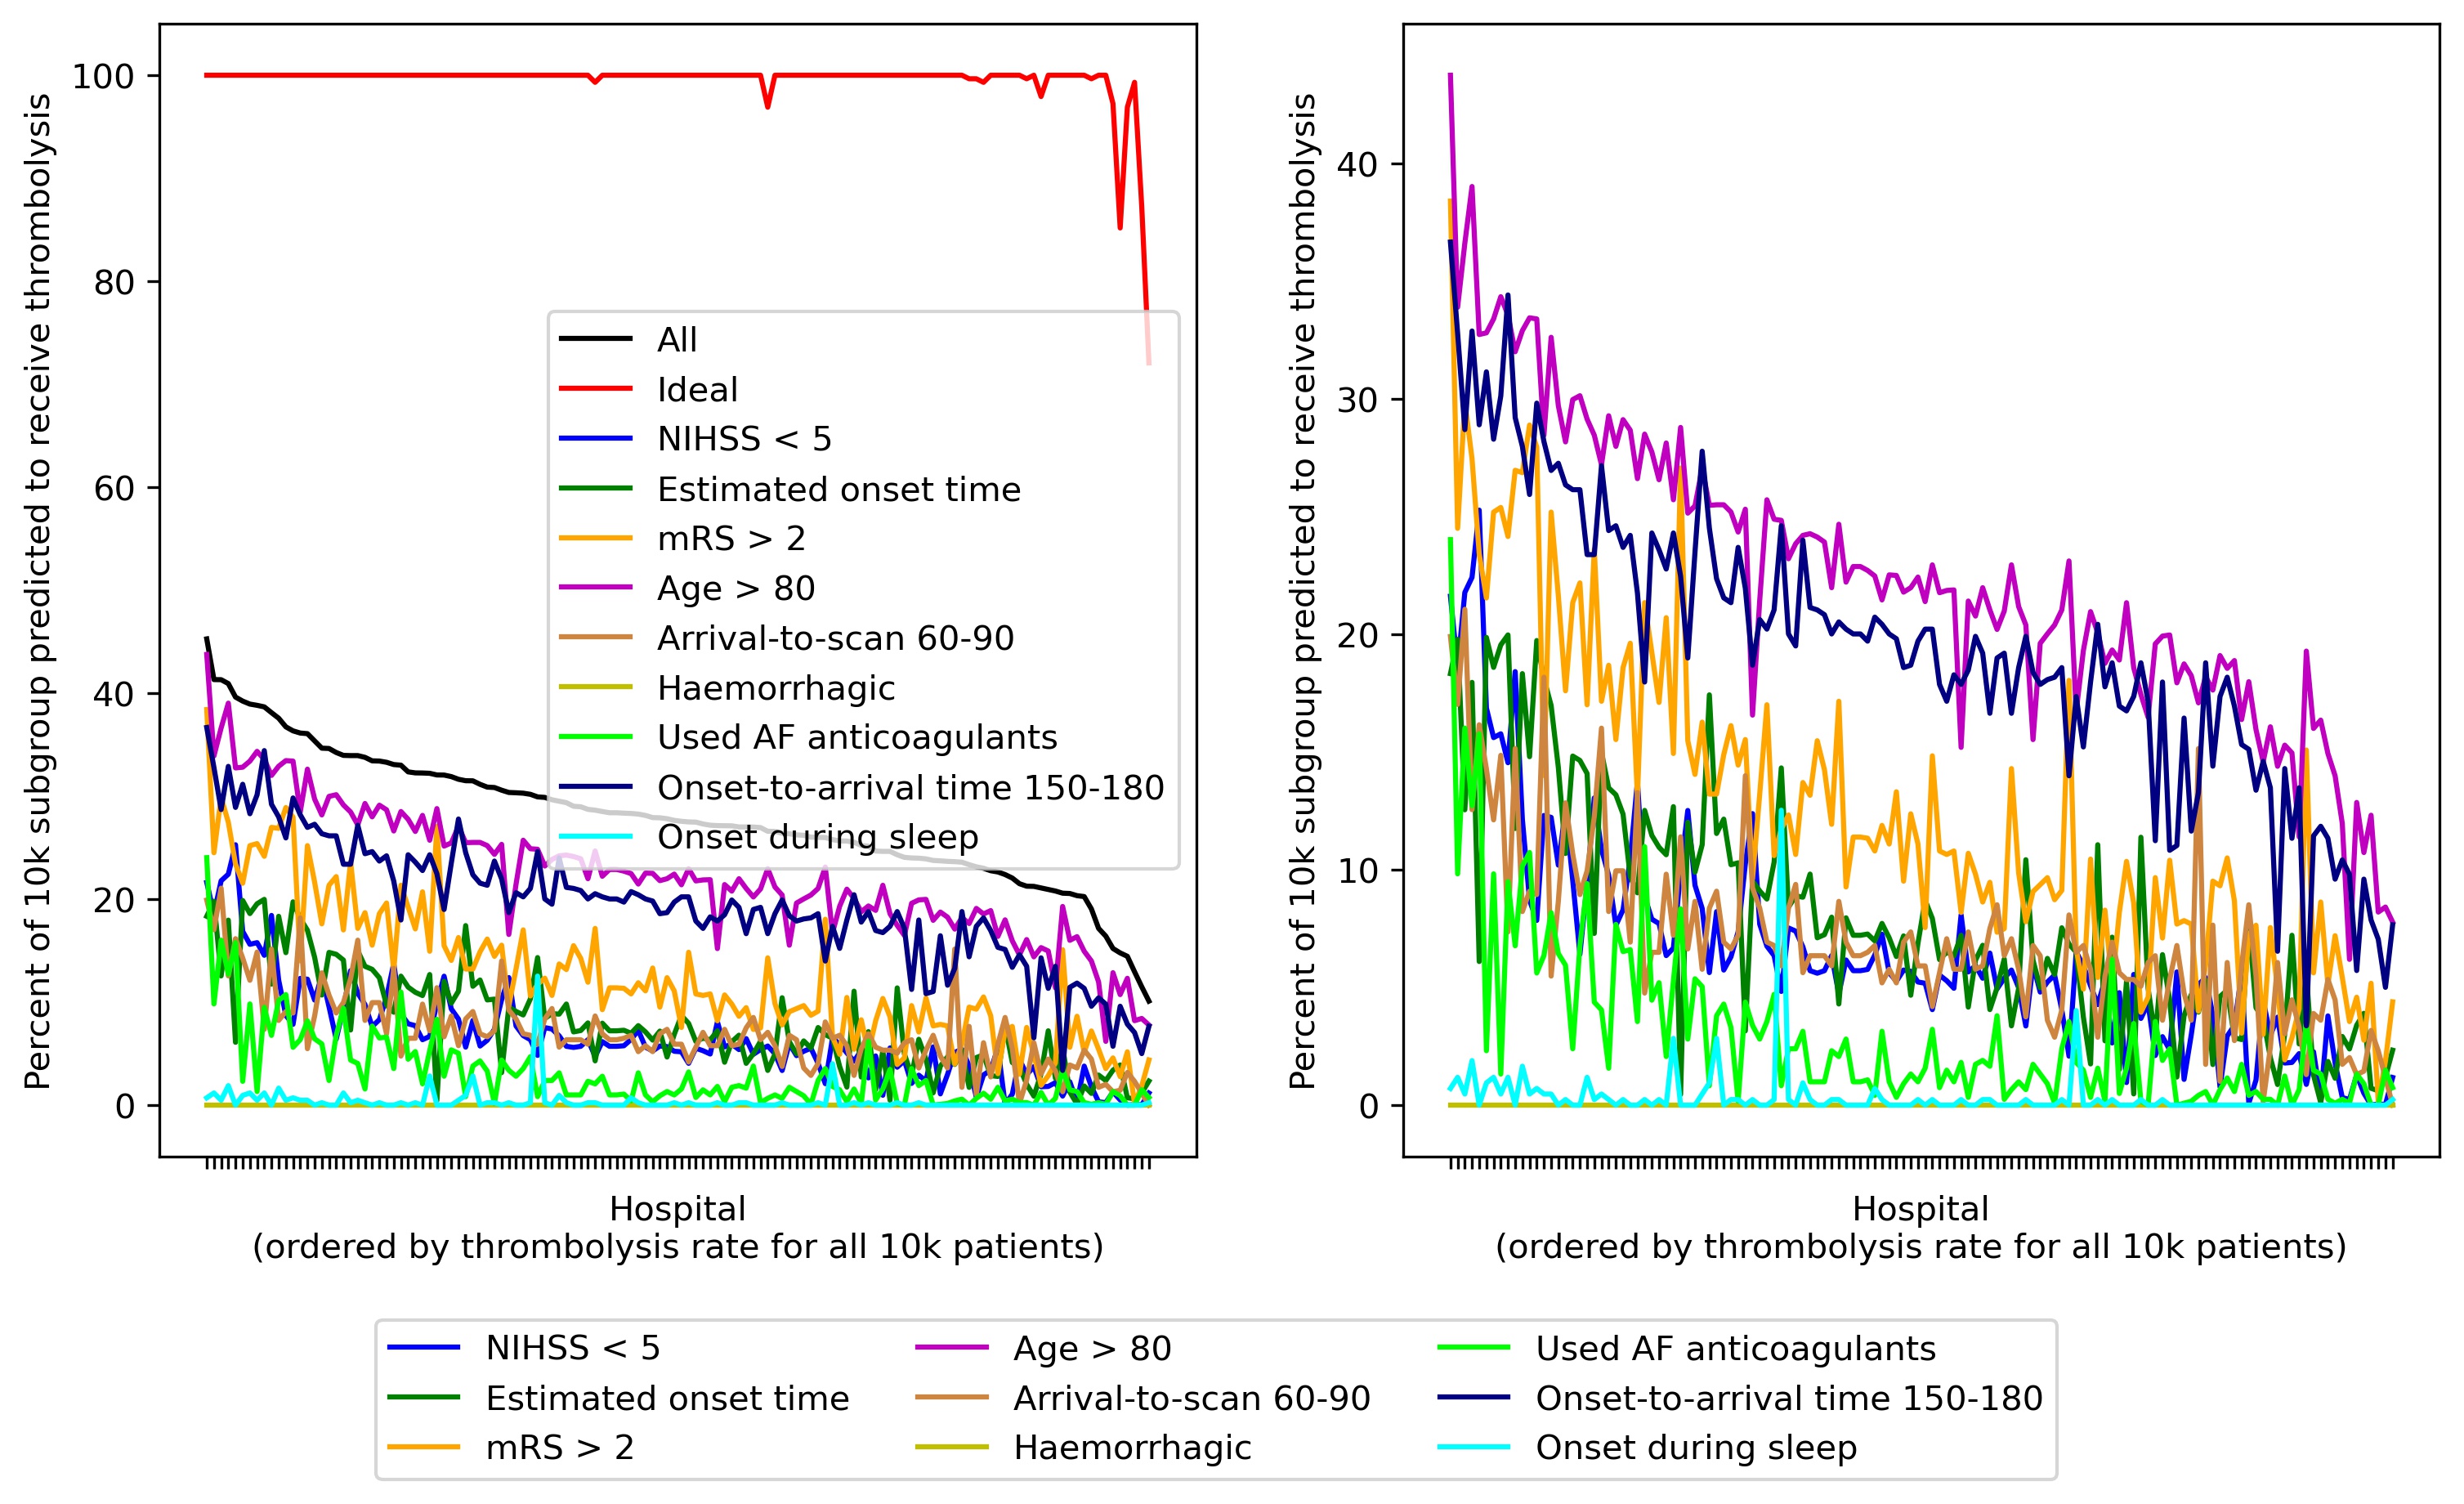 Percent of 10k subgroup predicted to receive thrombolysis
100
80
60
40
20
0
All
Ideal
NIHSS < 5
Estimated onset time
mRS > 2
Age > 80
Arrival-to-scan 60-90
Haemorrhagic
Used AF anticoagulants
Onset-to-arrival time 150-180
Onset during sleep
Hospital
(ordered by thrombolysis rate for all 10k patients)
Percent of 10k subgroup predicted to receive thrombolysis
40
30
20
10
0
Hospital
(ordered by thrombolysis rate for all 10k patients)
NIHSS < 5
Estimated onset time
mRS > 2
Age > 80
Arrival-to-scan 60-90
Haemorrhagic
Used AF anticoagulants
Onset-to-arrival time 150-180
Onset during sleep